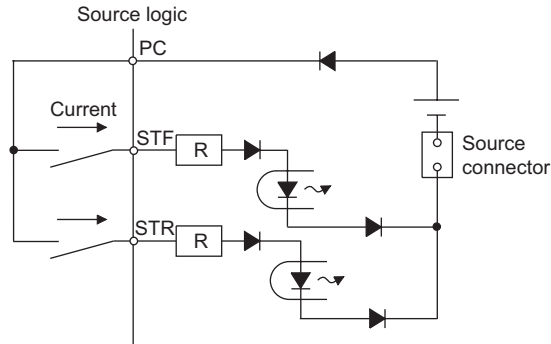 Source logic
PC
Current
STF
R
Source
connector
STR
R